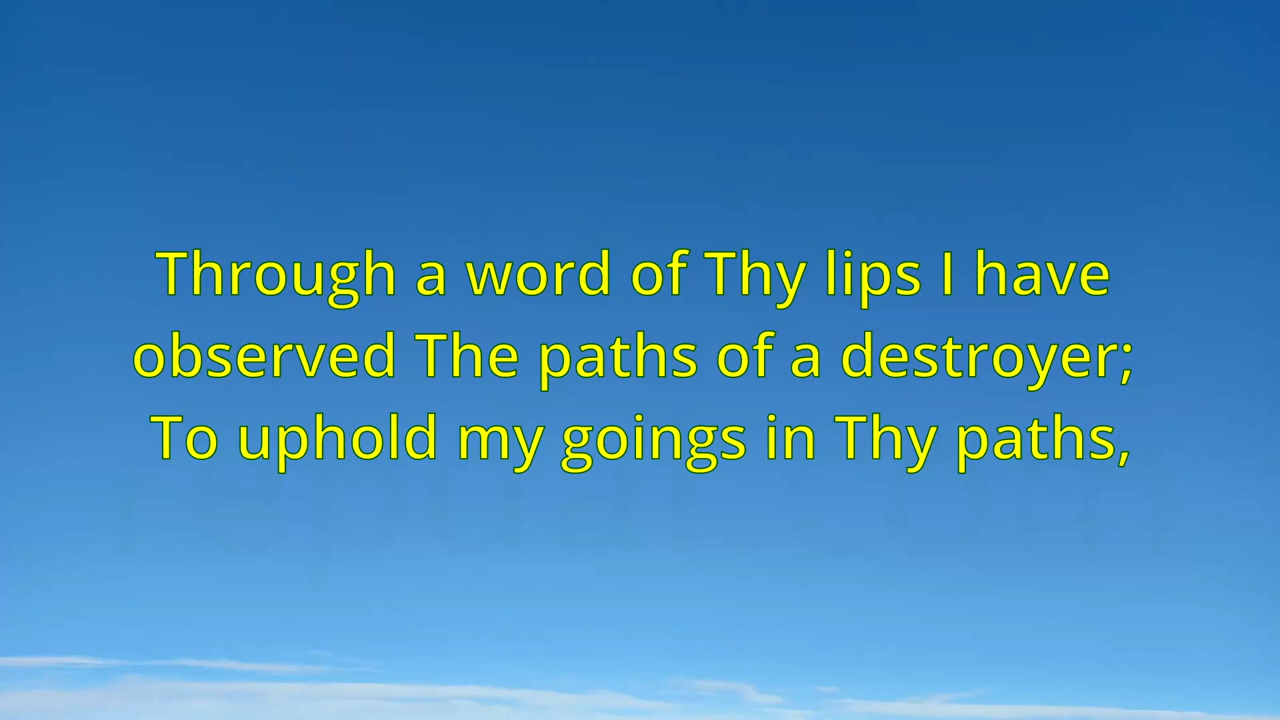 Through a word of Thy lips I have
observed The paths of a destroyer;
To uphold my goings in Thy paths,